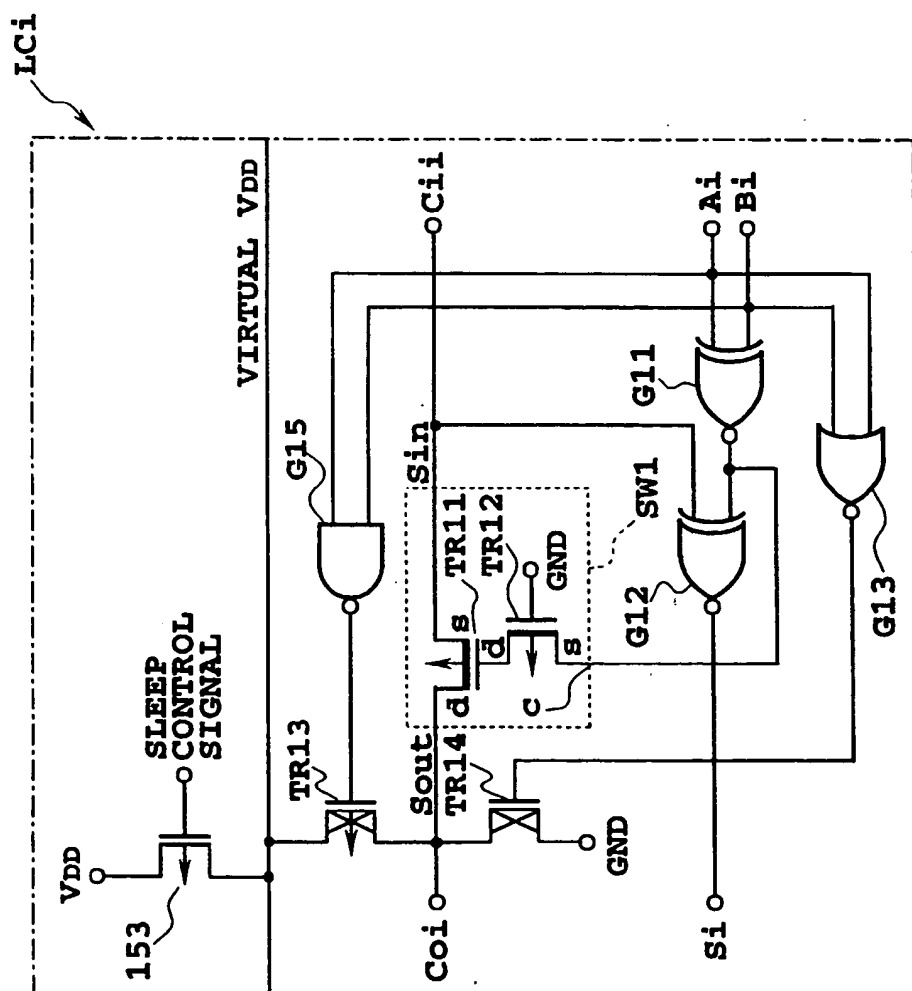 LCi
VDD
SLEEP
CONTROL
SIGNAL
153
VIRTUAL VDD
TR13
G15
Coi
Sout
Sin
Cii
d
s
TR11
TR12
d
s
c
GND
SW1
TR14
GND
G11
Ai
Bi
G12
Si
G13